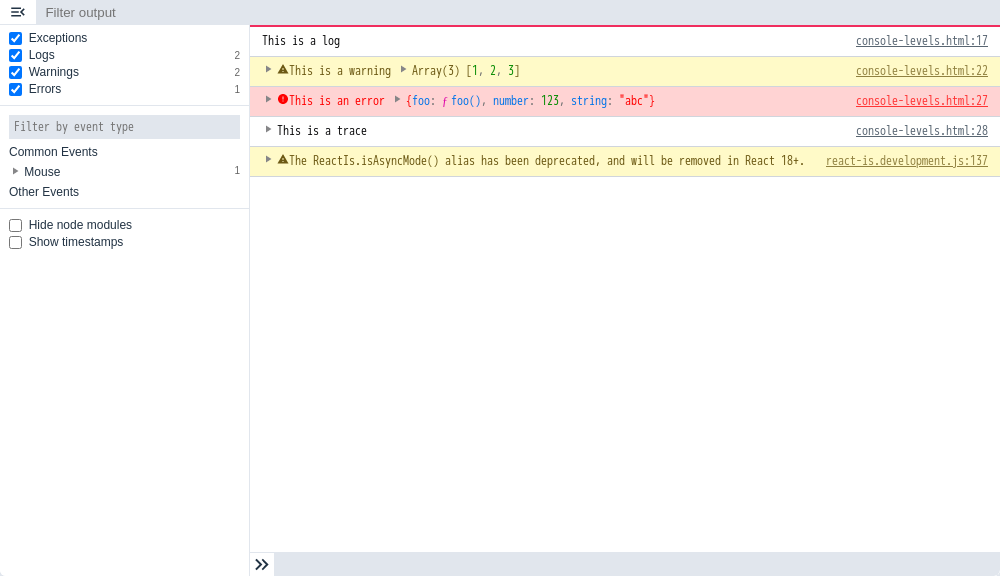 Filter output
Exceptions
Logs 2
Warnings 2
Errors 1
Filter by event type
Common Events
Mouse 1
Other Events
Hide node modules
Show timestamps
This is a log console-levels.html:17
This is a warning Array(3) [1, 2, 3] console-levels.html:22
This is an error {foo: ƒ foo(), number: 123, string: "abc"} console-levels.html:27
This is a trace console-levels.html:28
The ReactIs.isAsyncMode() alias has been deprecated, and will be removed in React 18+. react-is.development.js:137